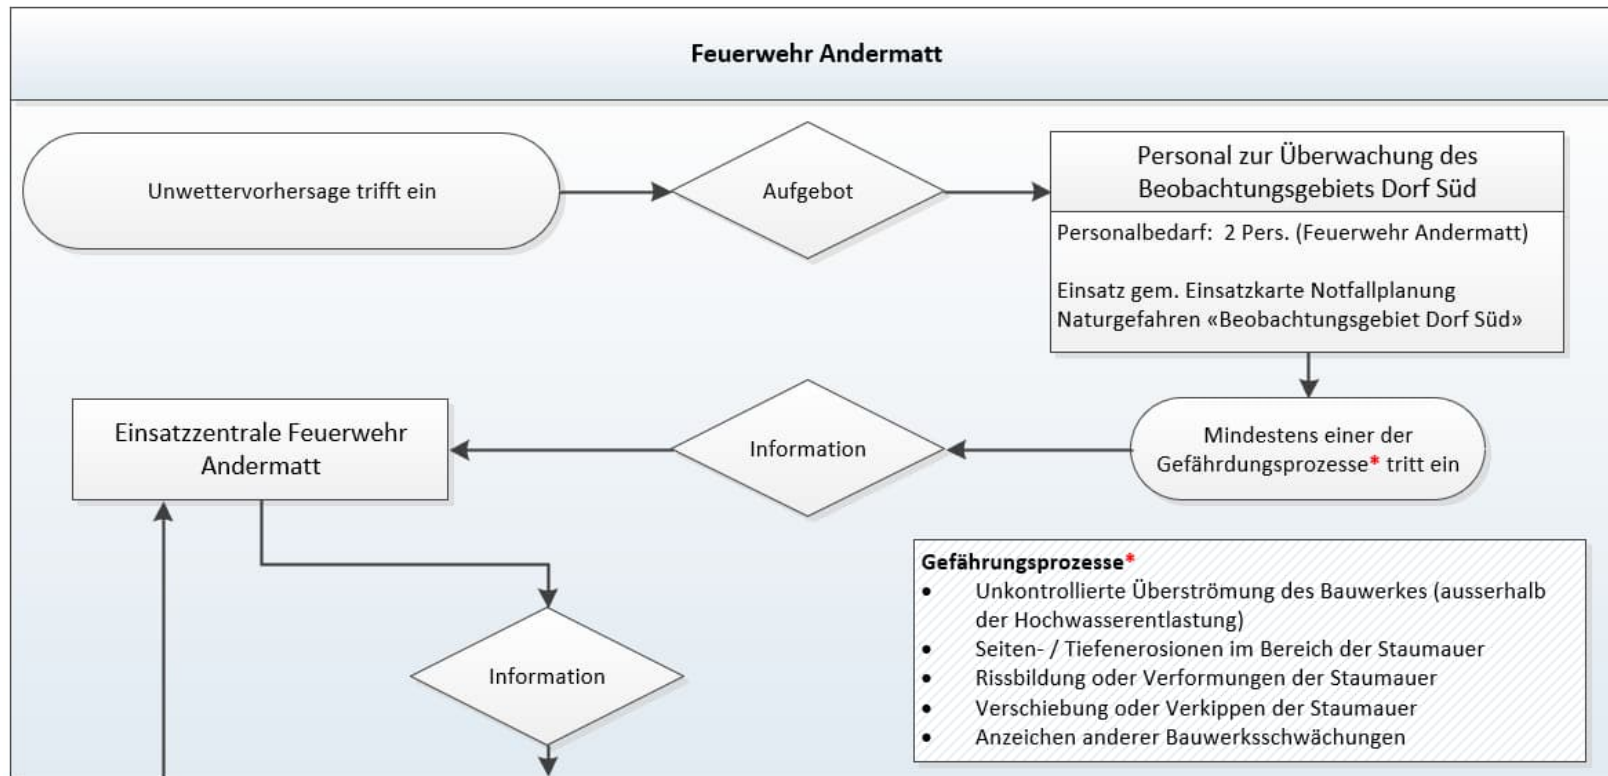 Feuerwehr Andermatt
Unwettervorhersage trifft ein
Aufgebot
Personal zur Überwachung des
Beobachtungsgebiets Dorf Süd
Personalbedarf: 2 Pers. (Feuerwehr Andermatt)
Einsatz gem. Einsatzkarte Notfallplanung
Naturgefahren «Beobachtungsgebiet Dorf Süd»
Mindestens einer der
Gefährdungsprozesse* tritt ein
Information
Einsatzzentrale Feuerwehr
Andermatt
Information
Gefährungsprozesse*
• Unkontrollierte Überströmung des Bauwerkes (ausserhalb
der Hochwasserentlastung)
• Seiten- / Tiefenerosionen im Bereich der Staumauer
• Rissbildung oder Verformungen der Staumauer
• Verschiebung oder Verkippen der Staumauer
• Anzeichen anderer Bauwerksschwächungen